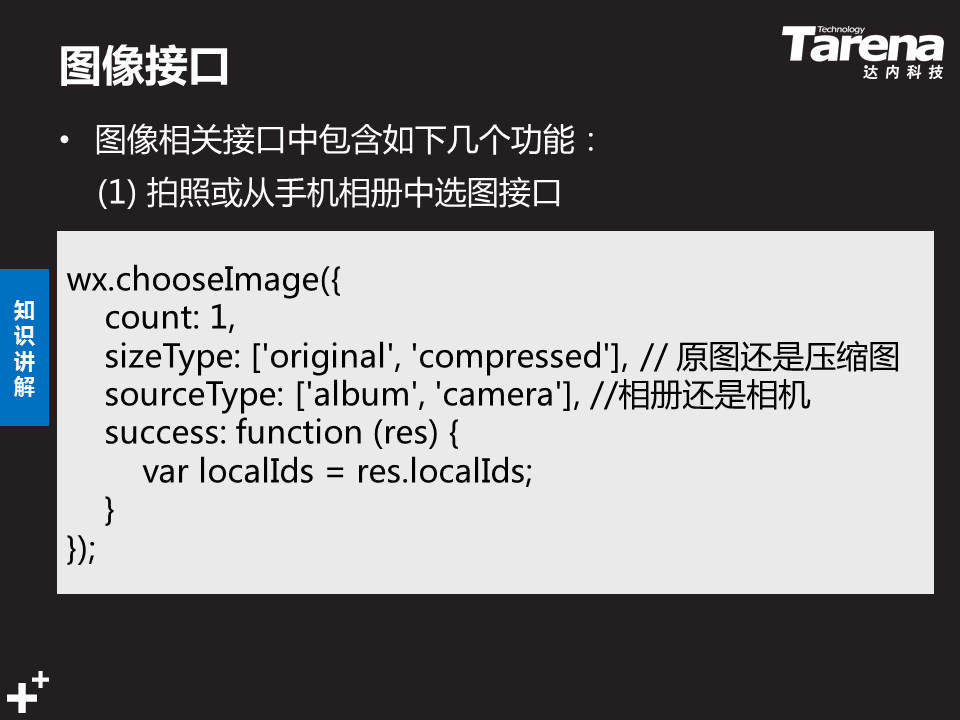 图像接口
Technology
Tarena
达内科技
• 图像相关接口中包含如下几个功能：
(1) 拍照或从手机相册中选图接口
知识讲解
wx.chooseImage({
    count: 1,
    sizeType: ['original', 'compressed'], // 原图还是压缩图
    sourceType: ['album', 'camera'], //相册还是相机
    success: function (res) {
        var localIds = res.localIds;
    }
});